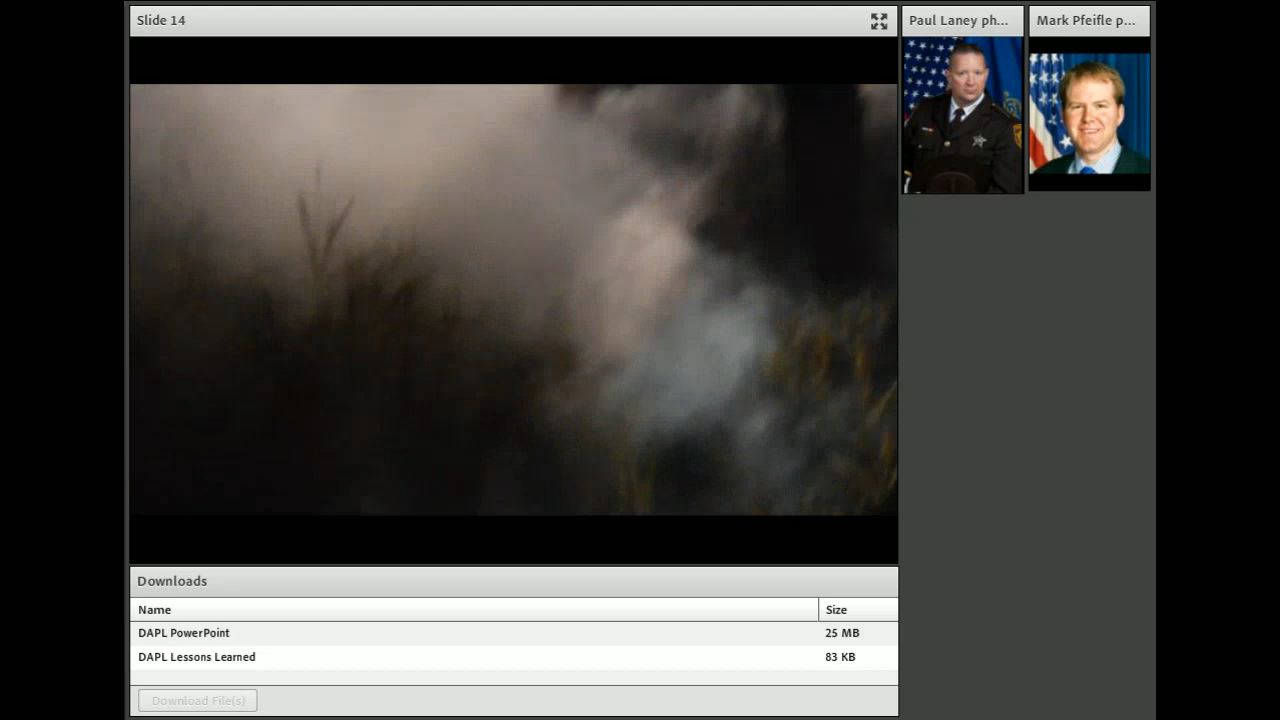 Slide 14
Paul Laney ph...
Mark Pfeifle p...
Downloads
Name
Size
DAPL PowerPoint
25 MB
DAPL Lessons Learned
83 KB
Download File(s)